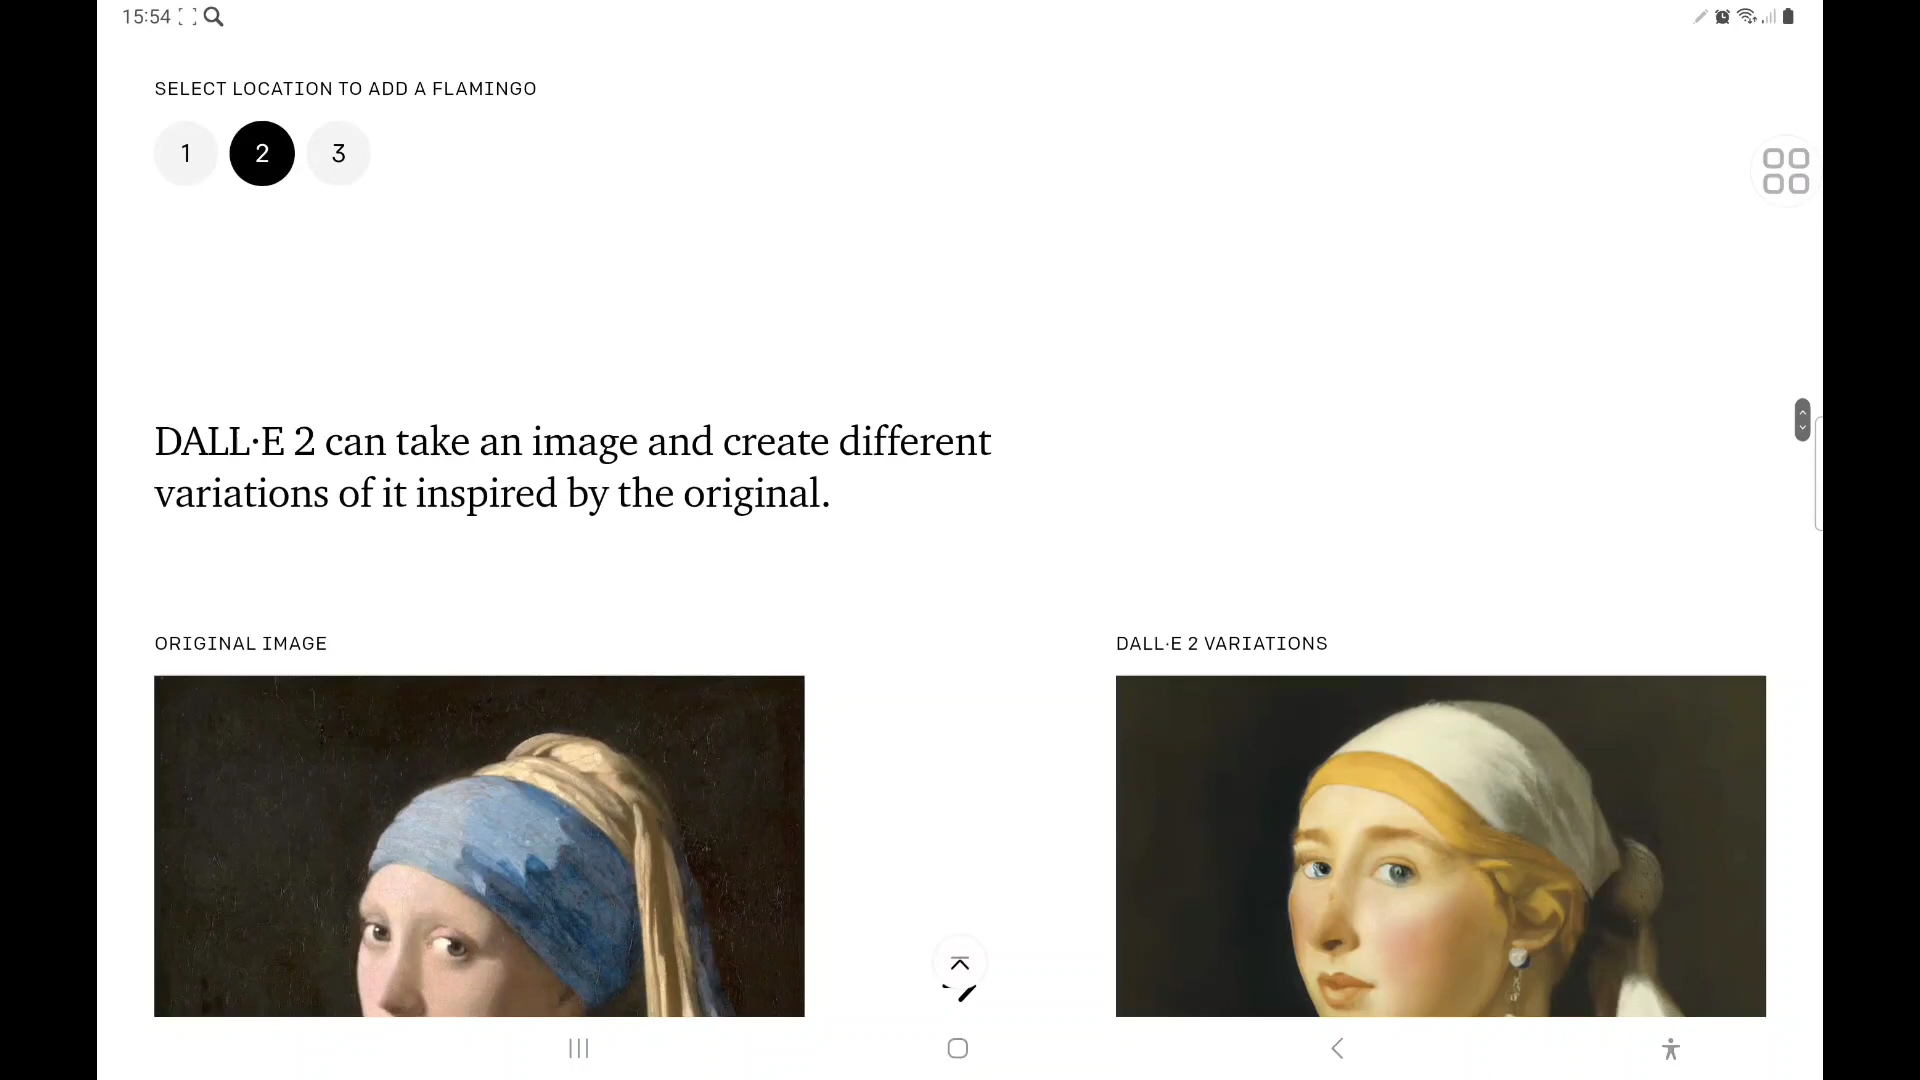 15:54
SELECT LOCATION TO ADD A FLAMINGO
1 2 3
DALL·E 2 can take an image and create different
variations of it inspired by the original.
ORIGINAL IMAGE
DALL·E 2 VARIATIONS